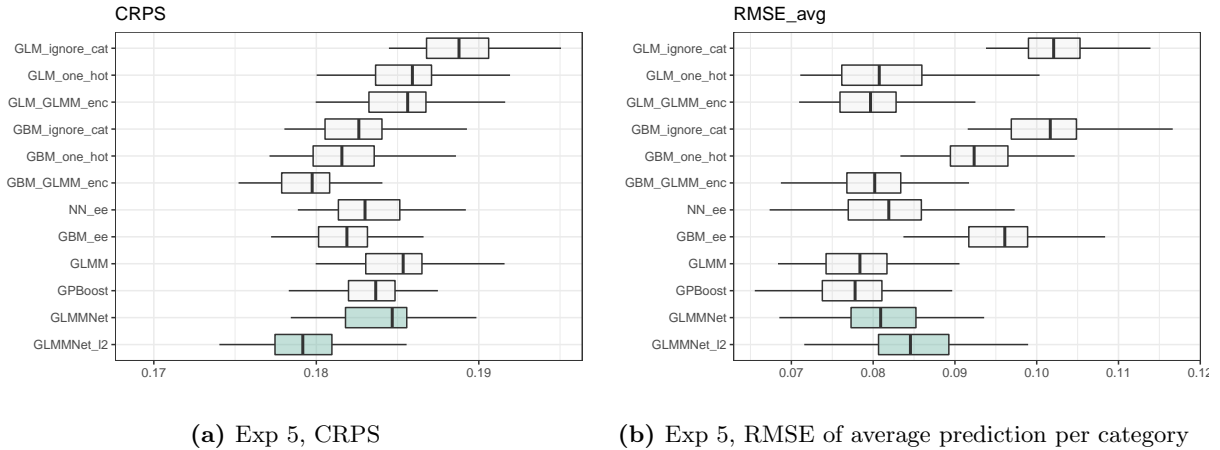 CRPS
GLM_ignore_cat
GLM_one_hot
GLM_GLMM_enc
GBM_ignore_cat
GBM_one_hot
GBM_GLMM_enc
NN_ee
GBM_ee
GLMM
GPBoost
GLMMNet
GLMMNet_l2
0.17 0.18 0.19
(a) Exp 5, CRPS
RMSE_avg
GLM_ignore_cat
GLM_one_hot
GLM_GLMM_enc
GBM_ignore_cat
GBM_one_hot
GBM_GLMM_enc
NN_ee
GBM_ee
GLMM
GPBoost
GLMMNet
GLMMNet_l2
0.07 0.08 0.09 0.10 0.11 0.12
(b) Exp 5, RMSE of average prediction per category